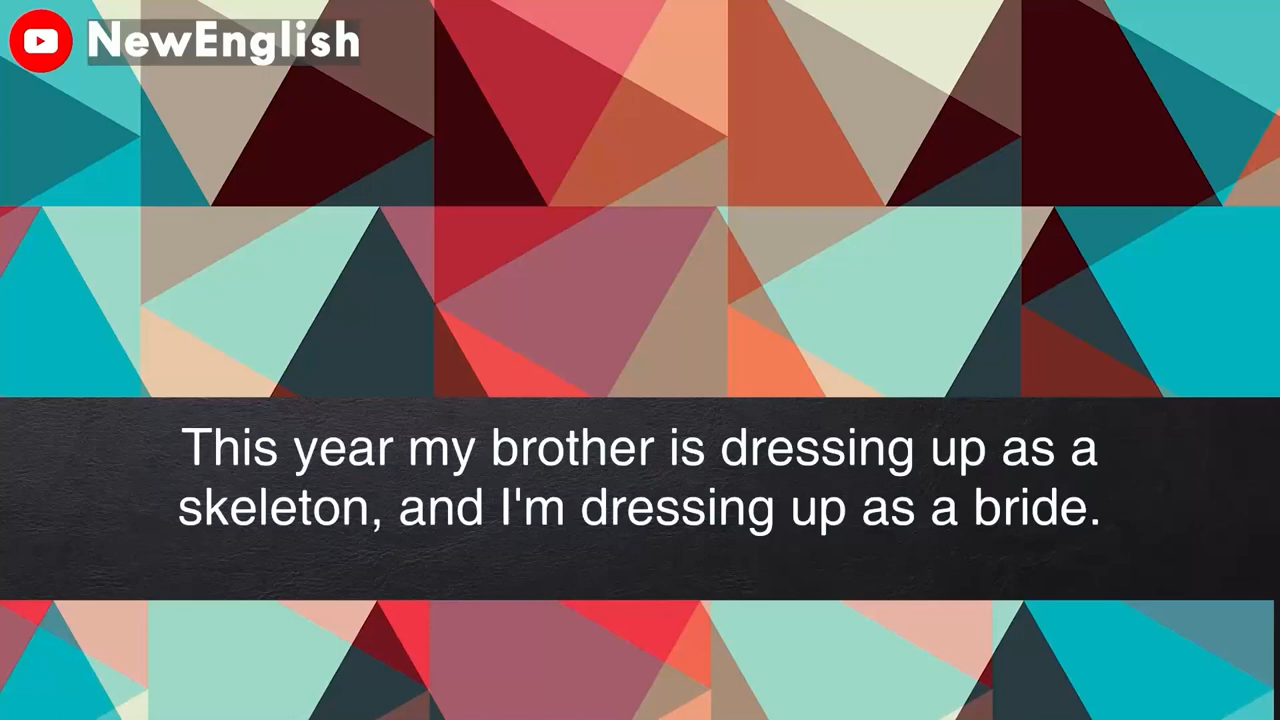 NewEnglish
This year my brother is dressing up as a
skeleton, and I'm dressing up as a bride.